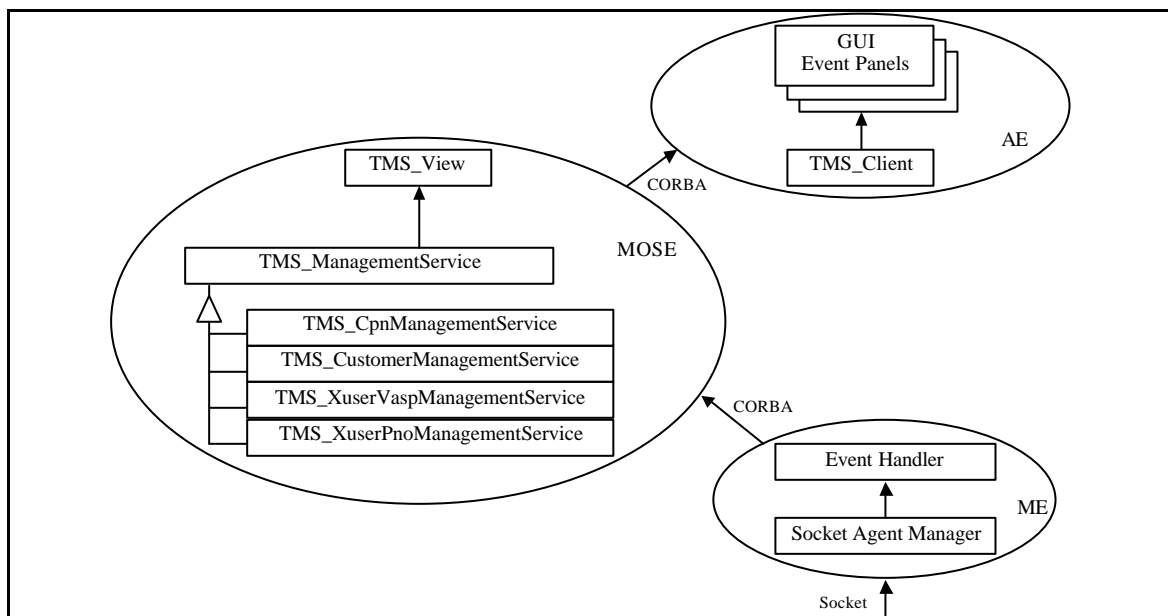 GUI
Event Panels
AE
TMS_Client
CORBA
TMS_View
MOSE
TMS_ManagementService
TMS_CpnManagementService
TMS_CustomerManagementService
TMS_XuserVaspManagementService
TMS_XuserPnoManagementService
CORBA
Event Handler
ME
Socket Agent Manager
Socket